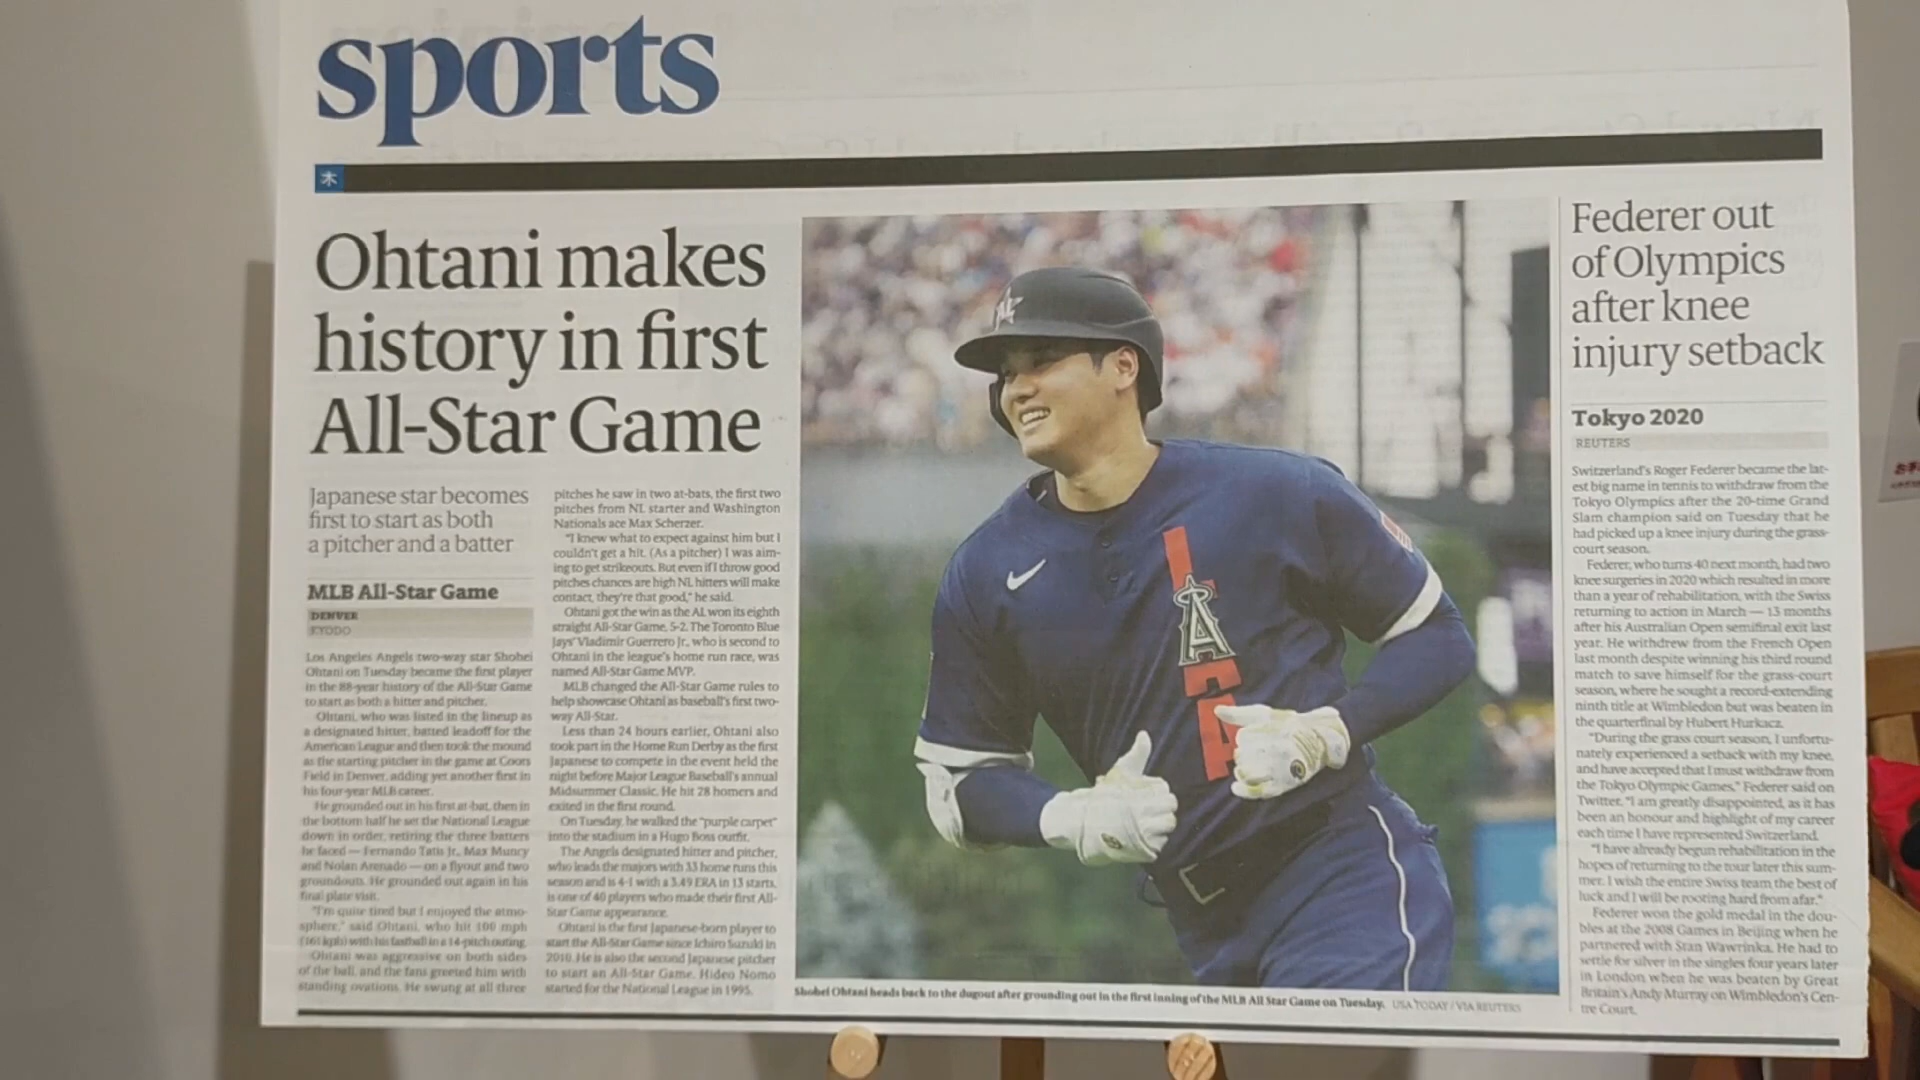 sports
木
Ohtani makes
history in first
All-Star Game
Japanese star becomes
first to start as both
a pitcher and a batter
MLB All-Star Game
DENVER
KYODO
Los Angeles Angels two-way star Shohei
Ohtani on Tuesday became the first player
in the 88-year history of the All-Star Game
to start as both a hitter and pitcher.
Ohtani, who was listed in the lineup as
a designated hitter, batted leadoff for the
American League and then took the mound
as the starting pitcher in the game at Coors
Field in Denver, adding yet another first in
his four-year MLB career.
He grounded out in his first at-bat, then in
the bottom half he set the National League
down in order, retiring the three batters
he faced — Fernando Tatis Jr., Max Muncy
and Nolan Arenado — on a flyout and two
groundouts. He grounded out again in his
final plate visit.
"I'm quite tired but I enjoyed the atmo-
sphere," said Ohtani, who hit 100 mph
(161 kph) with his fastball in a 14-pitch outing.
Ohtani was aggressive on both sides
of the ball, and the fans greeted him with
standing ovations. He swung at all three
pitches he saw in two at-bats, the first two
pitches from NL starter and Washington
Nationals ace Max Scherzer.
"I knew what to expect against him but I
couldn't get a hit. (As a pitcher) I was aim-
ing to get strikeouts. But even if I throw good
pitches chances are high NL hitters will make
contact, they're that good," he said.
Ohtani got the win as the AL won its eighth
straight All-Star Game, 5-2. The Toronto Blue
Jays' Vladimir Guerrero Jr., who is second to
Ohtani in the league's home run race, was
named All-Star Game MVP.
MLB changed the All-Star Game rules to
help showcase Ohtani as baseball's first two-
way All-Star.
Less than 24 hours earlier, Ohtani also
took part in the Home Run Derby as the first
Japanese to compete in the event held the
night before Major League Baseball's annual
Midsummer Classic. He hit 28 homers and
exited in the first round.
On Tuesday, he walked the "purple carpet"
into the stadium in a Hugo Boss outfit.
The Angels designated hitter and pitcher,
who leads the majors with 33 home runs this
season and is 4-1 with a 3.49 ERA in 13 starts,
is one of 40 players who made their first All-
Star Game appearance.
Ohtani is the first Japanese-born player to
start the All-Star Game since Ichiro Suzuki in
2010. He is also the second Japanese pitcher
to start an All-Star Game. Hideo Nomo
started for the National League in 1995.
A
Shohei Ohtani heads back to the dugout after grounding out in the first inning of the MLB All Star Game on Tuesday. USA TODAY / VIA REUTERS
Federer out
of Olympics
after knee
injury setback
Tokyo 2020
REUTERS
Switzerland's Roger Federer became the lat-
est big name in tennis to withdraw from the
Tokyo Olympics after the 20-time Grand
Slam champion said on Tuesday that he
had picked up a knee injury during the grass-
court season.
Federer, who turns 40 next month, had two
knee surgeries in 2020 which resulted in more
than a year of rehabilitation, with the Swiss
returning to action in March — 13 months
after his Australian Open semifinal exit last
year. He withdrew from the French Open
last month despite winning his third round
match to save himself for the grass-court
season, where he sought a record-extending
ninth title at Wimbledon but was beaten in
the quarterfinal by Hubert Hurkacz.
"During the grass court season, I unfortu-
nately experienced a setback with my knee,
and have accepted that I must withdraw from
the Tokyo Olympic Games," Federer said on
Twitter. "I am greatly disappointed, as it has
been an honour and highlight of my career
each time I have represented Switzerland.
"I have already begun rehabilitation in the
hopes of returning to the tour later this sum-
mer. I wish the entire Swiss team the best of
luck and I will be rooting hard from afar."
Federer won the gold medal in the dou-
bles at the 2008 Games in Beijing when he
partnered with Stan Wawrinka. He had to
settle for silver in the singles four years later
in London when he was beaten by Great
Britain's Andy Murray on Wimbledon's Cen-
tre Court.